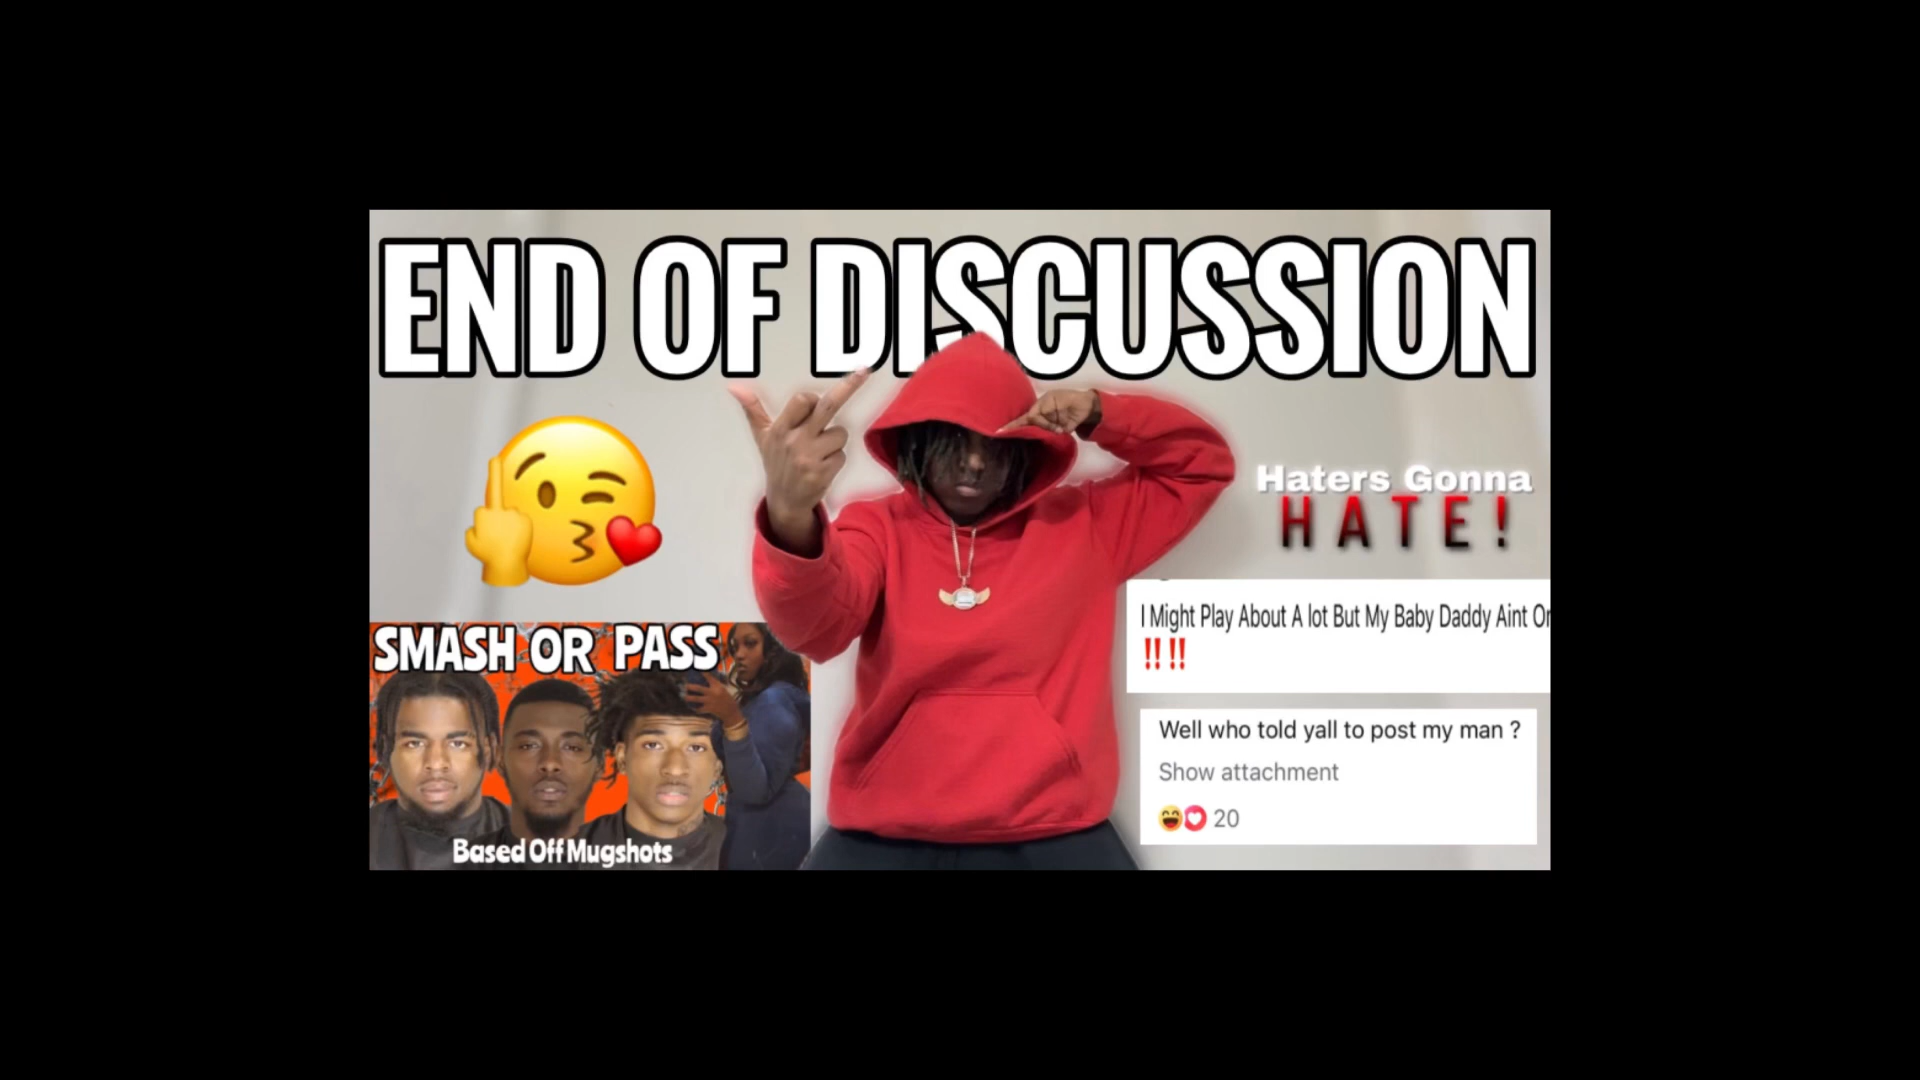 END OF DISCUSSION
Haters Gonna
HATE!
I Might Play About A lot But My Baby Daddy Aint
‼️‼️
SMASH OR PASS
Based Off Mugshots
Well who told yall to post my man ?
Show attachment
20